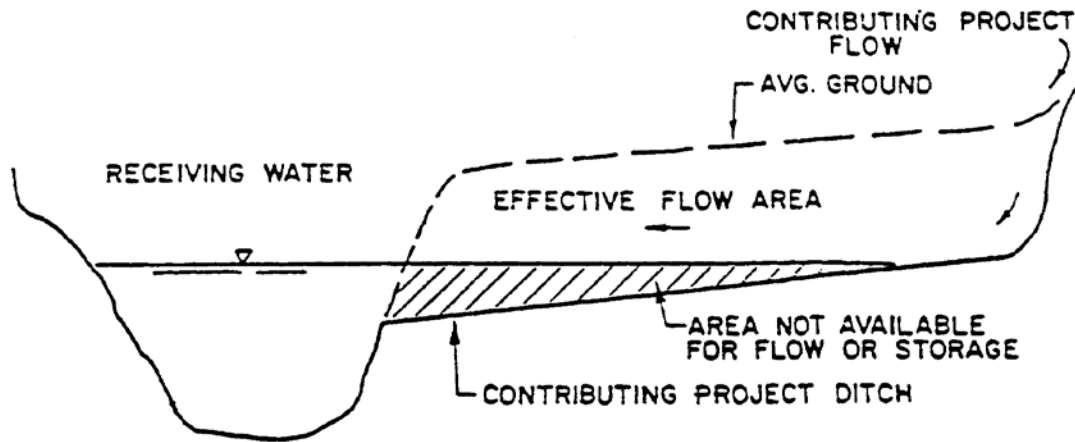 CONTRIBUTING PROJECT
FLOW
AVG. GROUND
RECEIVING WATER
EFFECTIVE FLOW AREA
AREA NOT AVAILABLE
FOR FLOW OR STORAGE
CONTRIBUTING PROJECT DITCH